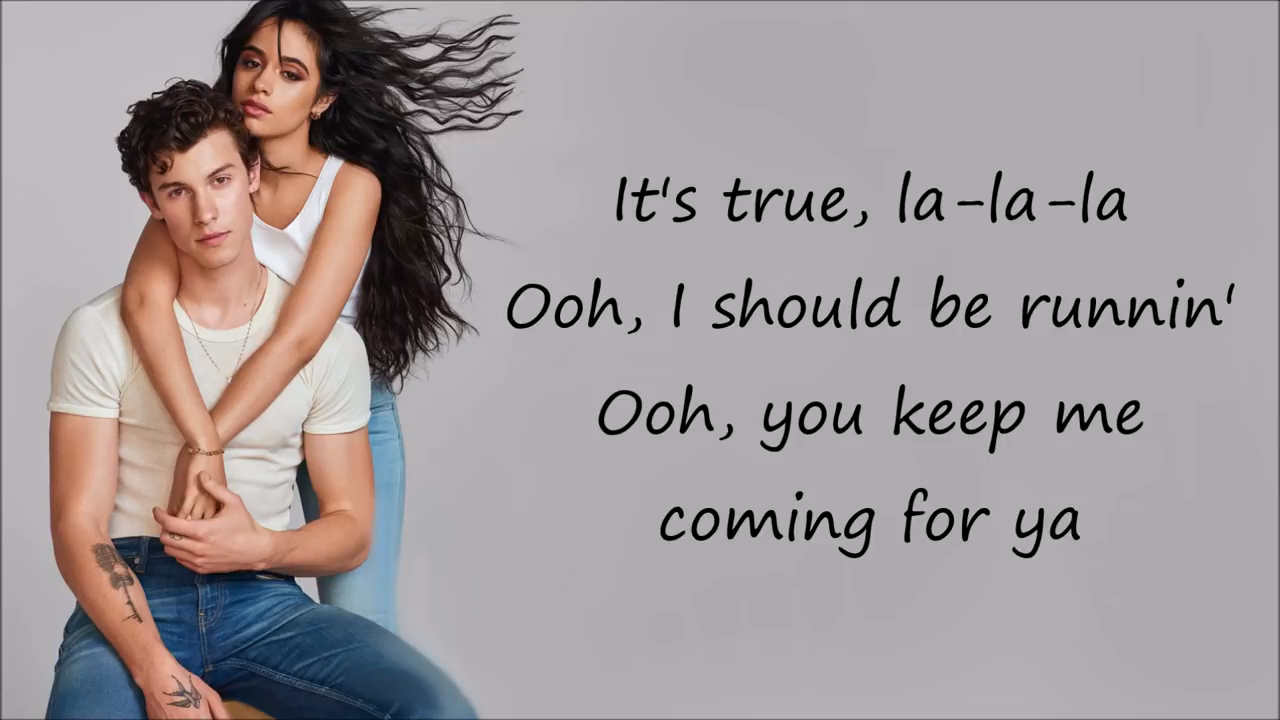 It's true, la-la-la
Ooh, I should be runnin'
Ooh, you keep me
coming for ya